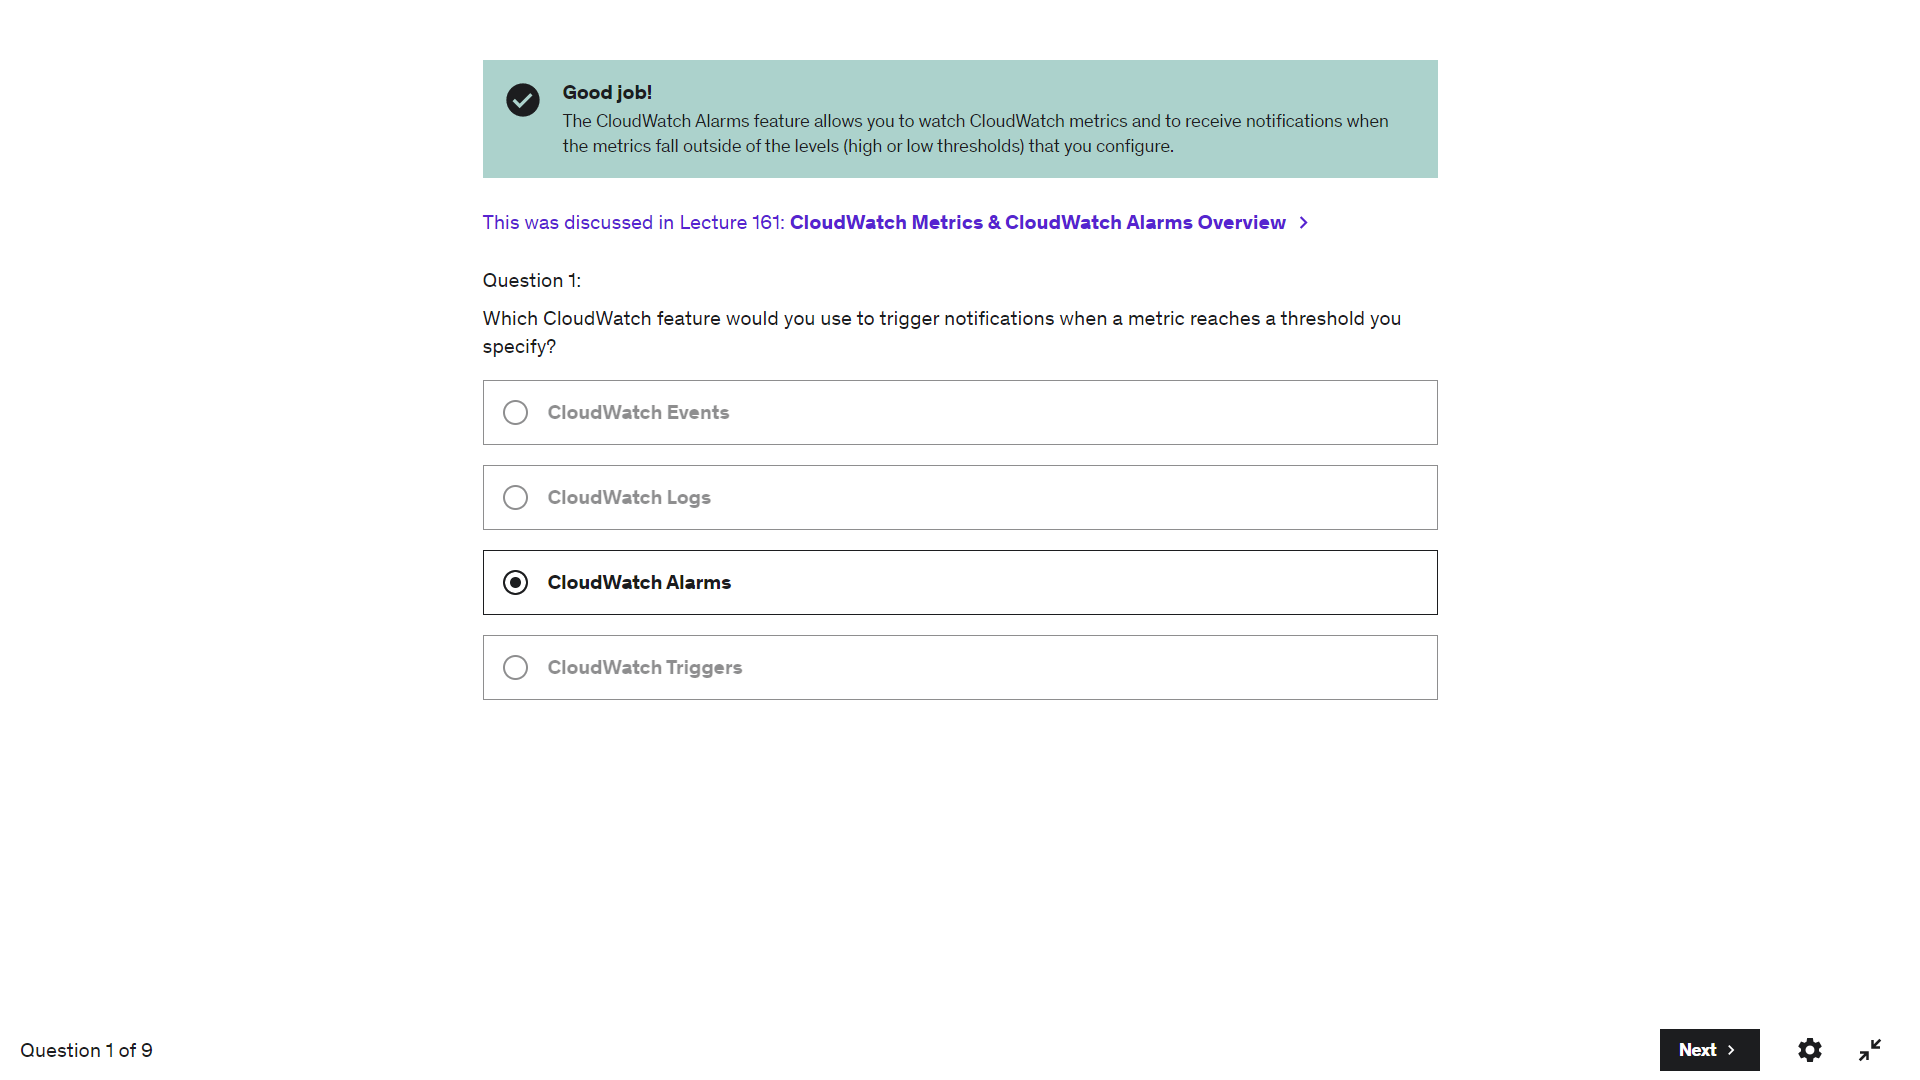 Good job!
The CloudWatch Alarms feature allows you to watch CloudWatch metrics and to receive notifications when
the metrics fall outside of the levels (high or low thresholds) that you configure.
This was discussed in Lecture 161: CloudWatch Metrics & CloudWatch Alarms Overview
Question 1:
Which CloudWatch feature would you use to trigger notifications when a metric reaches a threshold you
specify?
CloudWatch Events
CloudWatch Logs
CloudWatch Alarms
CloudWatch Triggers
Question 1 of 9
Next